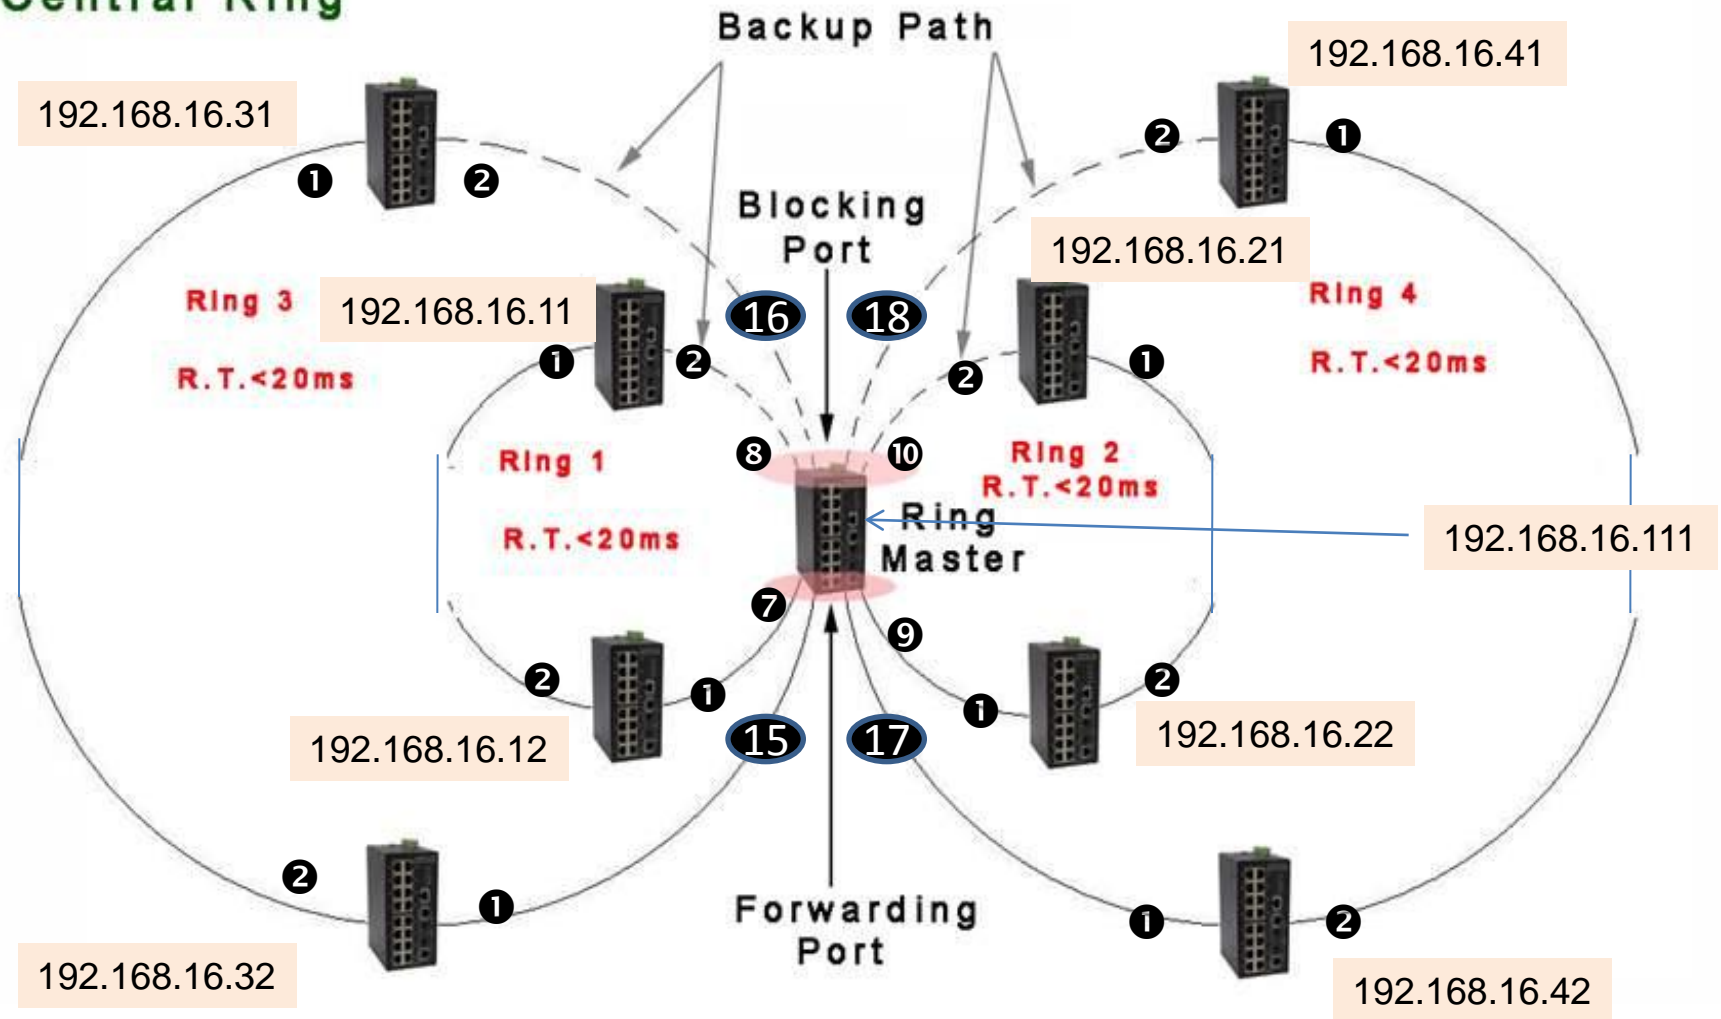 Central Ring
Backup Path
192.168.16.41
192.168.16.31
2
1
1
2
Blocking
Port
192.168.16.21
Ring 3
192.168.16.11
16
18
Ring 4
R.T.<20ms
1
2
2
1
R.T.<20ms
8
10
Ring 1
Ring 2
R.T.<20ms
R.T.<20ms
Ring
Master
192.168.16.111
7
9
2
1
1
2
192.168.16.12
15
17
192.168.16.22
2
1
Forwarding
Port
1
2
192.168.16.32
192.168.16.42